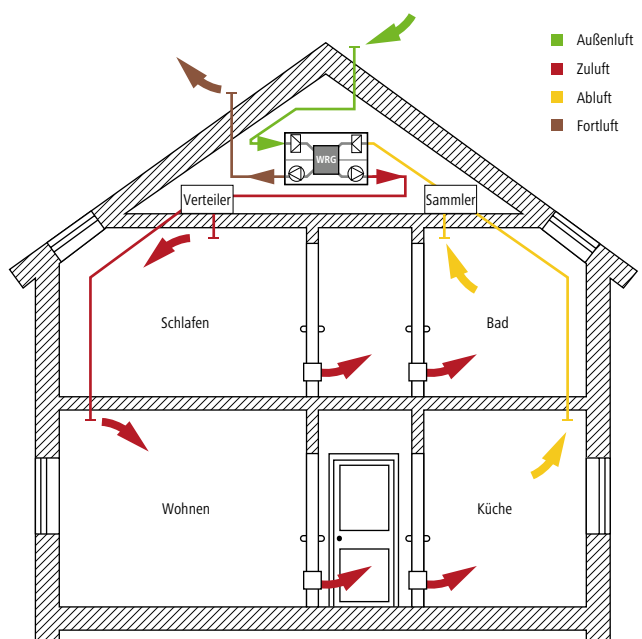 Außenluft
Zuluft
Abluft
Fortluft
WRG
Verteiler
Sammler
Schlafen
Bad
Wohnen
Küche